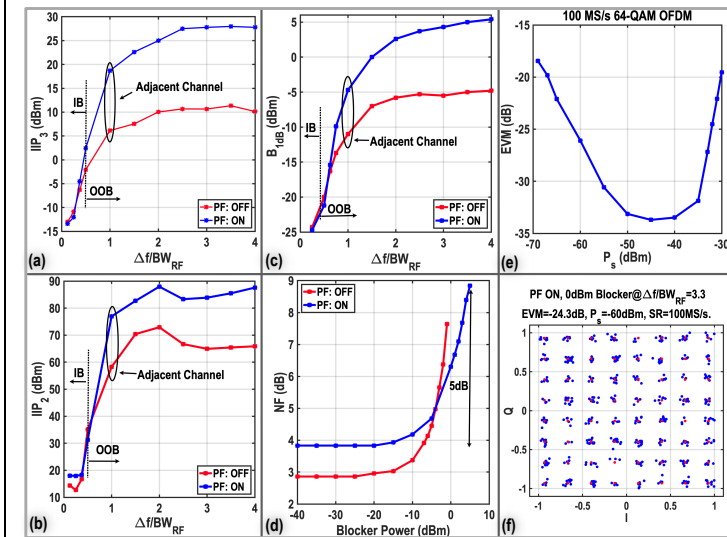 30
25
20
15
10
5
0
-5
-10
-15
IIP3 (dBm)
IB
OOB
Adjacent Channel
PF: OFF
PF: ON
0
1
2
3
4
Δf/BWRF
(a)
5
0
-5
-10
-15
-20
-25
B1dB (dBm)
IB
OOB
Adjacent Channel
PF: OFF
PF: ON
0
1
2
3
4
Δf/BWRF
(c)
100 MS/s 64-QAM OFDM
-15
-20
-25
-30
-35
EVM (dB)
-70
-60
-50
-40
-30
Ps (dBm)
(e)
90
80
70
60
50
40
30
20
10
IIP2 (dBm)
IB
OOB
Adjacent Channel
PF: OFF
PF: ON
0
1
2
3
4
Δf/BWRF
(b)
9
8
7
6
5
4
3
2
NF (dB)
PF: OFF
PF: ON
5dB
-40
-30
-20
-10
0
10
Blocker Power (dBm)
(d)
PF ON, 0dBm Blocker@Δf/BWRF=3.3
EVM=-24.3dB, Ps=-60dBm, SR=100MS/s.
1
0.5
0
-0.5
-1
Q
-1
-0.5
0
0.5
1
I
(f)